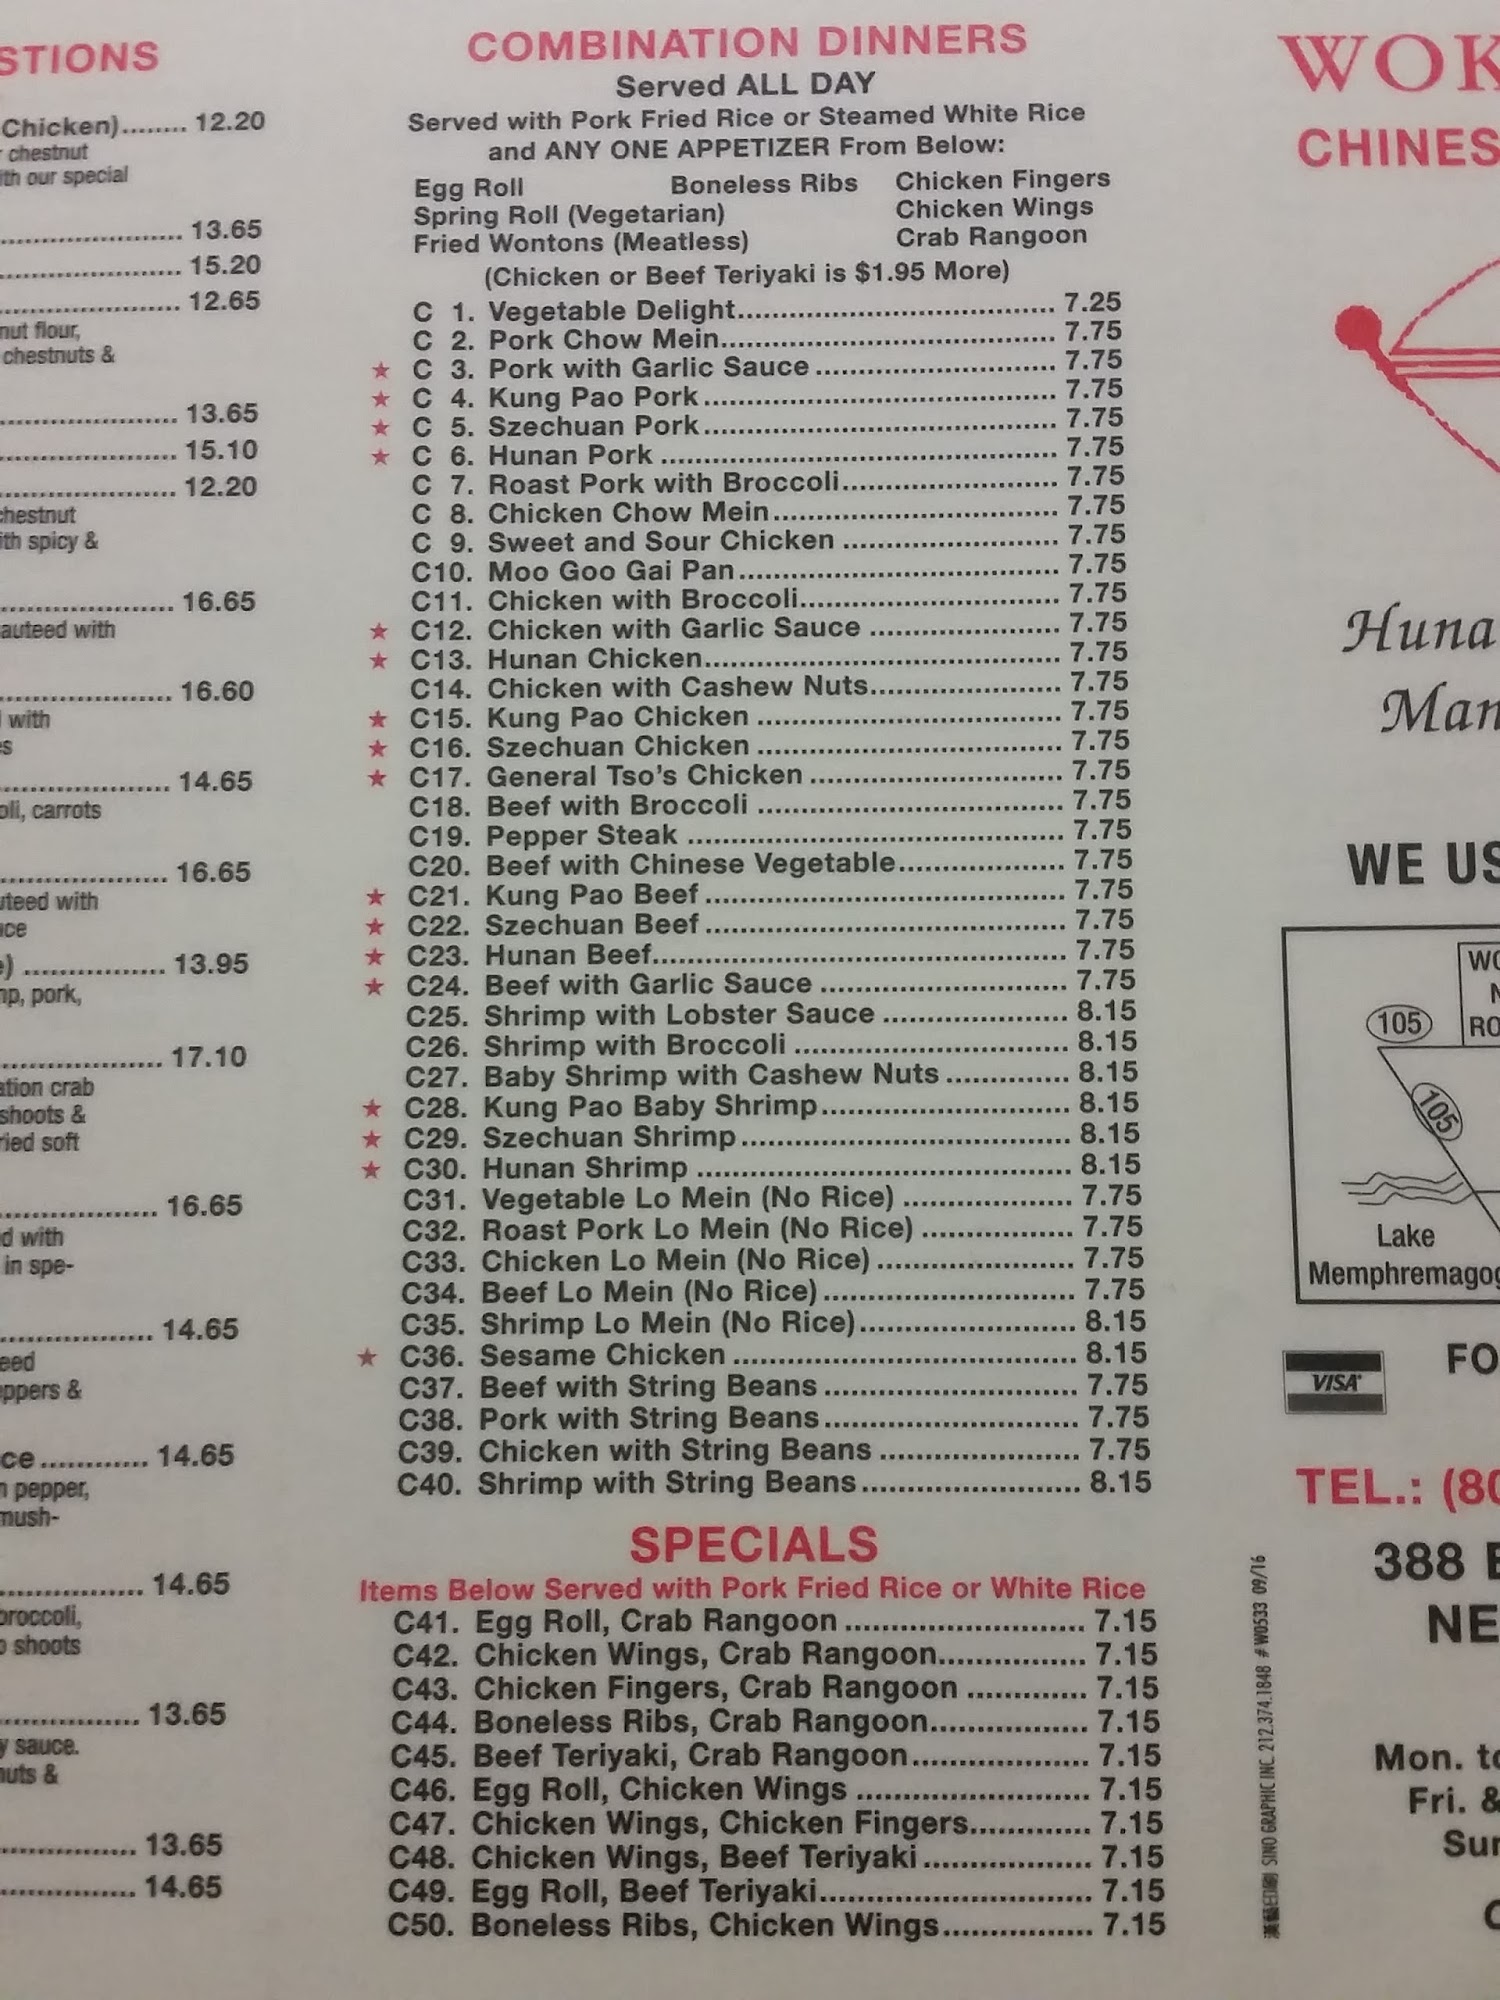 STIONS
Chicken)........ 12.20
chestnut
ith our special
13.65
15.20
12.65
nut flour,
chestnuts &
13.65
15.10
12.20
chestnut
ith spicy &
16.65
auteed with
16.60
with
14.65
oli, carrots
16.65
uteed with
uce
13.95
mp, pork,
17.10
ation crab
shoots &
ried soft
16.65
d with
in spe-
14.65
eed
eppers &
ce............ 14.65
n pepper,
mush-
14.65
broccoli,
o shoots
13.65
y sauce.
nuts &
13.65
14.65
COMBINATION DINNERS
Served ALL DAY
Served with Pork Fried Rice or Steamed White Rice
and ANY ONE APPETIZER From Below:
Egg Roll Boneless Ribs Chicken Fingers
Spring Roll (Vegetarian) Chicken Wings
Fried Wontons (Meatless) Crab Rangoon
(Chicken or Beef Teriyaki is $1.95 More)
C 1. Vegetable Delight........ 7.25
C 2. Pork Chow Mein........ 7.75
★ C 3. Pork with Garlic Sauce ........ 7.75
★ C 4. Kung Pao Pork........ 7.75
★ C 5. Szechuan Pork........ 7.75
★ C 6. Hunan Pork ........ 7.75
C 7. Roast Pork with Broccoli........ 7.75
C 8. Chicken Chow Mein........ 7.75
C 9. Sweet and Sour Chicken ........ 7.75
C10. Moo Goo Gai Pan........ 7.75
C11. Chicken with Broccoli........ 7.75
★ C12. Chicken with Garlic Sauce ........ 7.75
★ C13. Hunan Chicken........ 7.75
C14. Chicken with Cashew Nuts........ 7.75
★ C15. Kung Pao Chicken ........ 7.75
★ C16. Szechuan Chicken ........ 7.75
★ C17. General Tso's Chicken ........ 7.75
C18. Beef with Broccoli ........ 7.75
C19. Pepper Steak ........ 7.75
C20. Beef with Chinese Vegetable........ 7.75
★ C21. Kung Pao Beef........ 7.75
★ C22. Szechuan Beef........ 7.75
★ C23. Hunan Beef........ 7.75
★ C24. Beef with Garlic Sauce ........ 7.75
C25. Shrimp with Lobster Sauce ........ 8.15
C26. Shrimp with Broccoli ........ 8.15
C27. Baby Shrimp with Cashew Nuts ........ 8.15
★ C28. Kung Pao Baby Shrimp........ 8.15
★ C29. Szechuan Shrimp........ 8.15
★ C30. Hunan Shrimp ........ 8.15
C31. Vegetable Lo Mein (No Rice) ........ 7.75
C32. Roast Pork Lo Mein (No Rice) ........ 7.75
C33. Chicken Lo Mein (No Rice) ........ 7.75
C34. Beef Lo Mein (No Rice) ........ 7.75
C35. Shrimp Lo Mein (No Rice)........ 8.15
★ C36. Sesame Chicken ........ 8.15
C37. Beef with String Beans ........ 7.75
C38. Pork with String Beans........ 7.75
C39. Chicken with String Beans ........ 7.75
C40. Shrimp with String Beans........ 8.15
SPECIALS
Items Below Served with Pork Fried Rice or White Rice
C41. Egg Roll, Crab Rangoon ........ 7.15
C42. Chicken Wings, Crab Rangoon........ 7.15
C43. Chicken Fingers, Crab Rangoon ........ 7.15
C44. Boneless Ribs, Crab Rangoon........ 7.15
C45. Beef Teriyaki, Crab Rangoon........ 7.15
C46. Egg Roll, Chicken Wings ........ 7.15
C47. Chicken Wings, Chicken Fingers........ 7.15
C48. Chicken Wings, Beef Teriyaki........ 7.15
C49. Egg Roll, Beef Teriyaki........ 7.15
C50. Boneless Ribs, Chicken Wings........ 7.15
SINO GRAPHIC INC. 212.374.1848 # W0533 09/16
WOK
CHINES
Huna
Man
WE US
WO
N
RO
105
105
Lake
Memphremagog
VISA
FO
TEL.: (80
388 E
NE
Mon. to
Fri. &
Sun